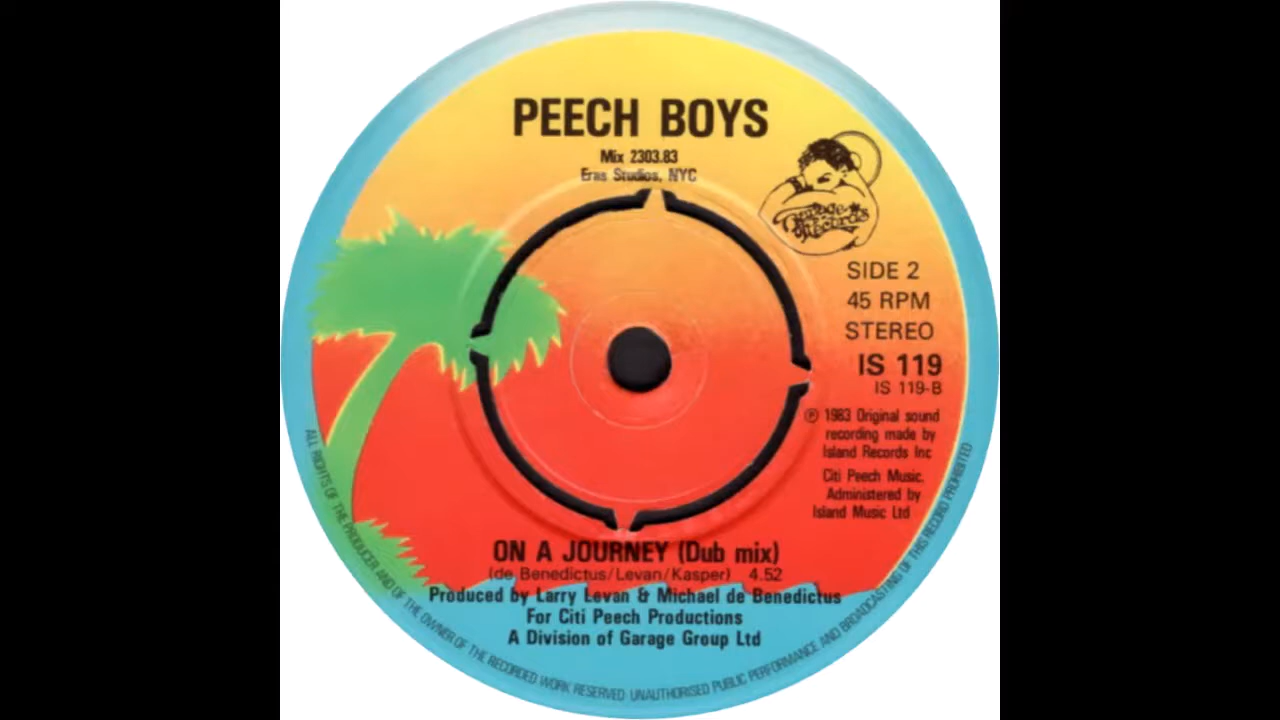 PEECH BOYS
Mix 2303.83
Eras Studios, NYC
Garage
Records
SIDE 2
45 RPM
STEREO
IS 119
IS 119-B
℗ 1983 Original sound
recording made by
Island Records Inc
Citi Peech Music.
Administered by
Island Music Ltd
ON A JOURNEY (Dub mix)
(de Benedictus/Levan/Kasper) 4.52
Produced by Larry Levan & Michael de Benedictus
For Citi Peech Productions
A Division of Garage Group Ltd
ALL RIGHTS OF THE PRODUCER AND OF THE OWNER OF THE RECORDED WORK RESERVED UNAUTHORISED PUBLIC PERFORMANCE AND BROADCASTING OF THIS RECORD PROHIBITED